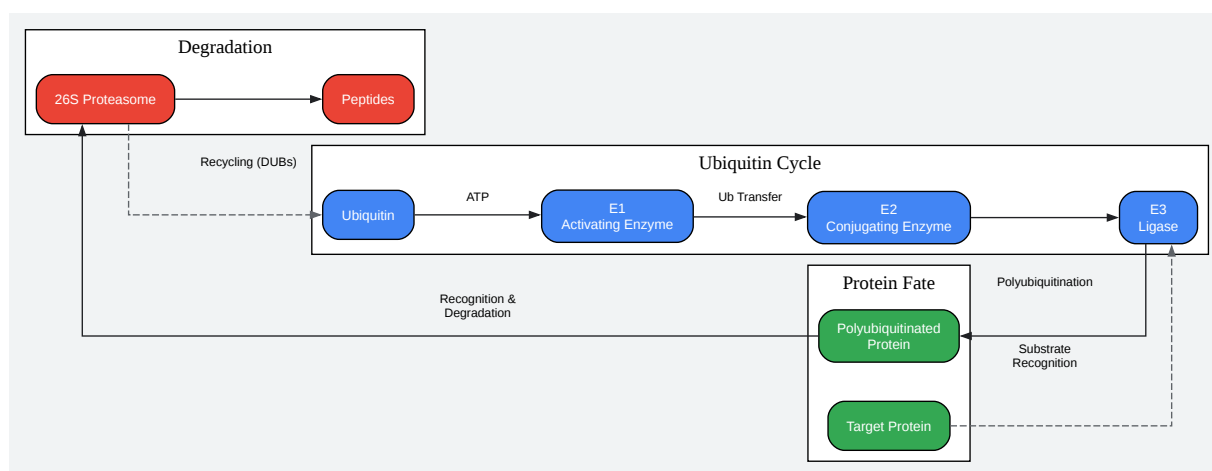 Degradation
26S Proteasome
Peptides
Recycling (DUBs)
Ubiquitin Cycle
Ubiquitin
ATP
E1
Activating Enzyme
Ub Transfer
E2
Conjugating Enzyme
E3
Ligase
Protein Fate
Polyubiquitination
Recognition &
Degradation
Polyubiquitinated
Protein
Substrate
Recognition
Target Protein